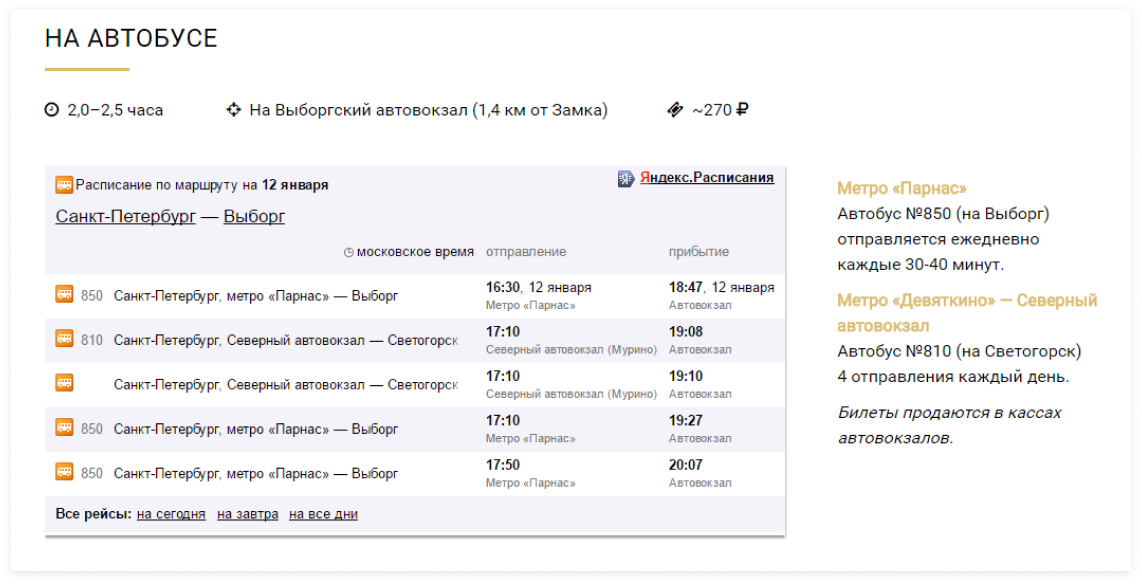 НА АВТОБУСЕ
2,0–2,5 часа
На Выборгский автовокзал (1,4 км от Замка)
~270 ₽
Расписание по маршруту на 12 января
Яндекс.Расписания
Санкт-Петербург — Выборг
московское время отправление прибытие
850 Санкт-Петербург, метро «Парнас» — Выборг 16:30, 12 января 18:47, 12 января
Метро «Парнас» Автовокзал
810 Санкт-Петербург, Северный автовокзал — Светогорск 17:10 19:08
Северный автовокзал (Мурино) Автовокзал
Санкт-Петербург, Северный автовокзал — Светогорск 17:10 19:10
Северный автовокзал (Мурино) Автовокзал
850 Санкт-Петербург, метро «Парнас» — Выборг 17:10 19:27
Метро «Парнас» Автовокзал
850 Санкт-Петербург, метро «Парнас» — Выборг 17:50 20:07
Метро «Парнас» Автовокзал
Все рейсы: на сегодня на завтра на все дни
Метро «Парнас»
Автобус №850 (на Выборг)
отправляется ежедневно
каждые 30-40 минут.
Метро «Девяткино» — Северный
автовокзал
Автобус №810 (на Светогорск)
4 отправления каждый день.
Билеты продаются в кассах
автовокзалов.